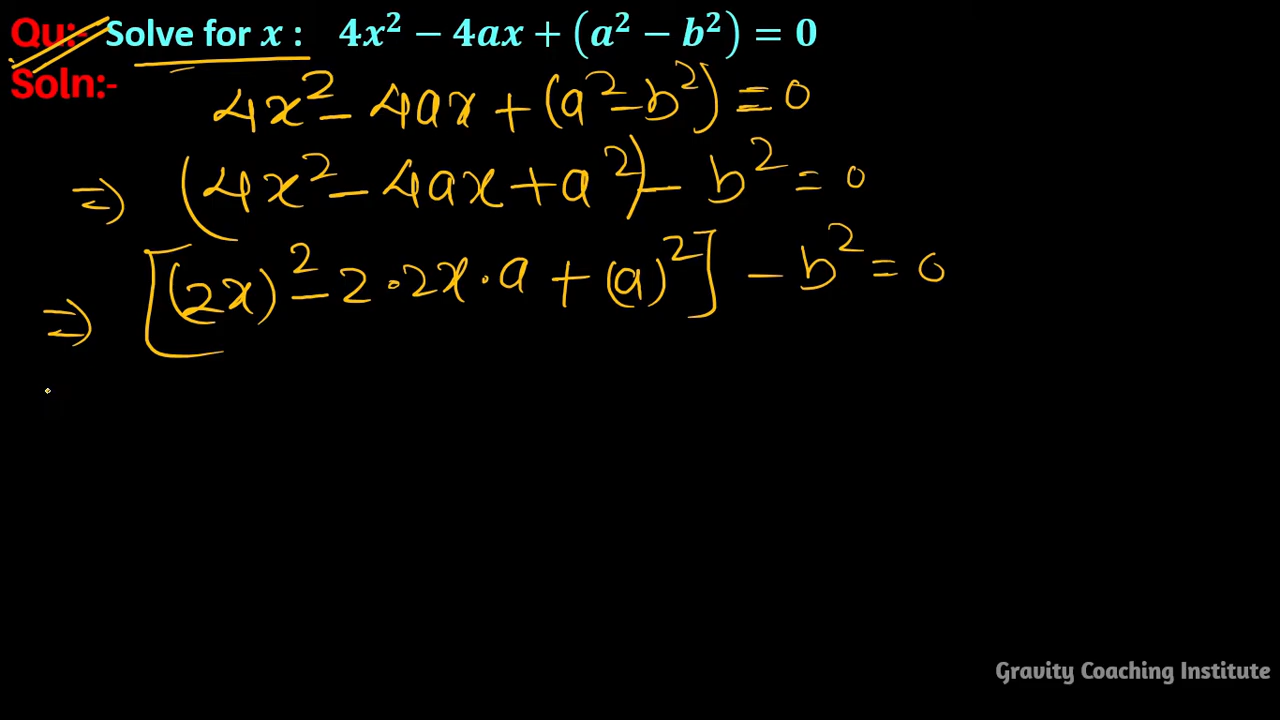 Qu:- Solve for x : 4x² − 4ax + (a² − b²) = 0
Soln:-
4x² − 4ax + (a² − b²) = 0
⇒ (4x² − 4ax + a²) − b² = 0
⇒ [(2x)² − 2 · 2x · a + (a)²] − b² = 0
Gravity Coaching Institute